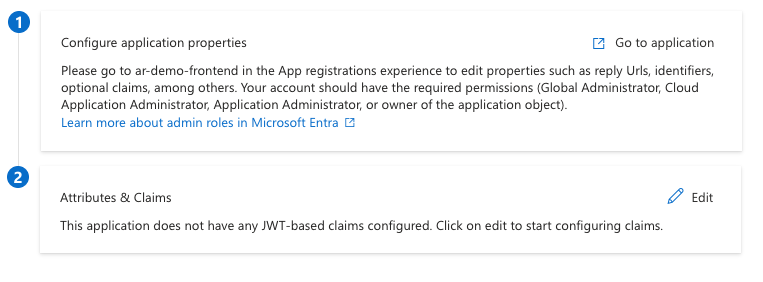 1
Configure application properties
Go to application
Please go to ar-demo-frontend in the App registrations experience to edit properties such as reply Urls, identifiers,
optional claims, among others. Your account should have the required permissions (Global Administrator, Cloud
Application Administrator, Application Administrator, or owner of the application object).
Learn more about admin roles in Microsoft Entra
2
Attributes & Claims
Edit
This application does not have any JWT-based claims configured. Click on edit to start configuring claims.